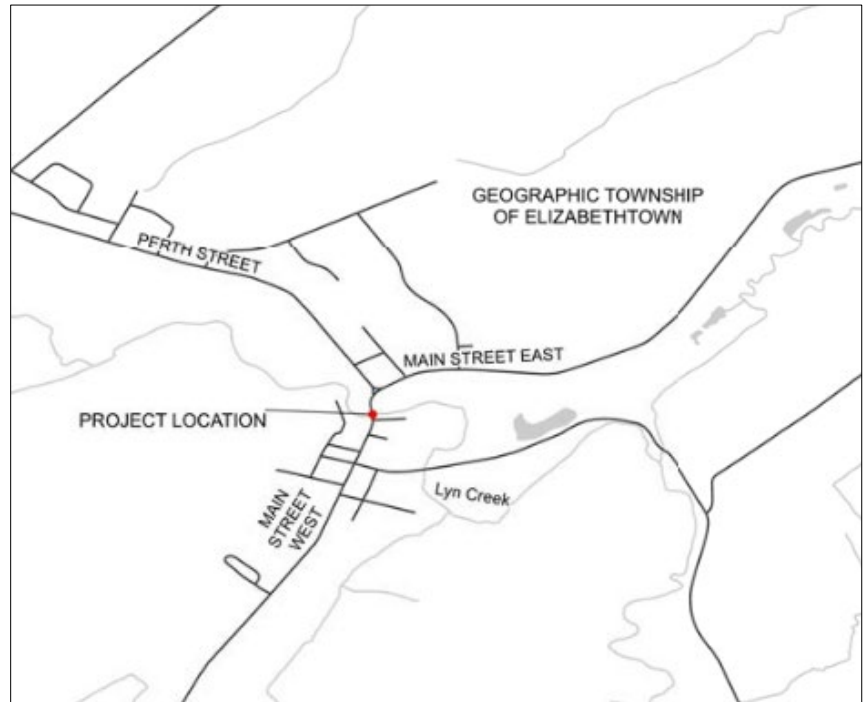 GEOGRAPHIC TOWNSHIP
OF ELIZABETHTOWN
PERTH STREET
MAIN STREET EAST
PROJECT LOCATION
Lyn Creek
MAIN
STREET
WEST